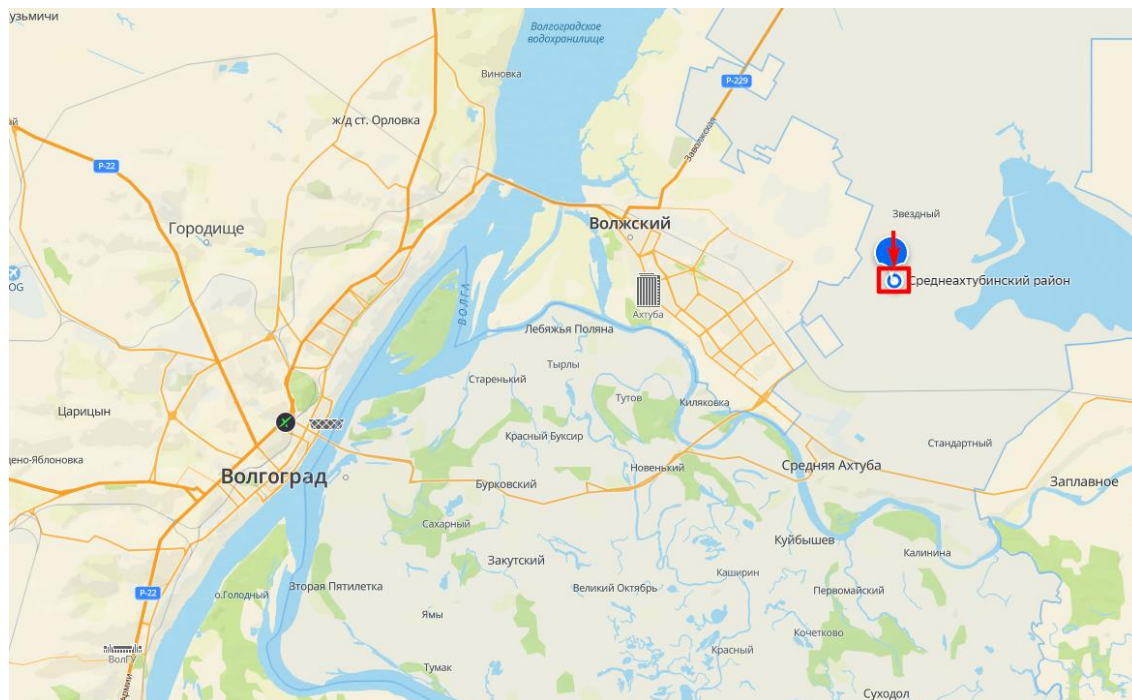 узьмичи
Волгоградское
водохранилище
Виновка
Р-229
ж/д ст. Орловка
Заволжская
Р-22
Звездный
Городище
Волжский
OG
Среднеахтубинский район
ВОЛГА
Ахтуба
Лебяжья Поляна
Тырлы
Старенький
Тутов
Киляковка
Царицын
Красный Буксир
Стандартный
дено-Яблоновка
Новенький
Средняя Ахтуба
Волгоград
Бурковский
Заплавное
Сахарный
Куйбышев
Калинина
Закутский
Каширин
Вторая Пятилетка
Великий Октябрь
Первомайский
Р-22
о.Голодный
Ямы
Кочетково
Красный
ВолГУ
Тумак
Армии
Суходол